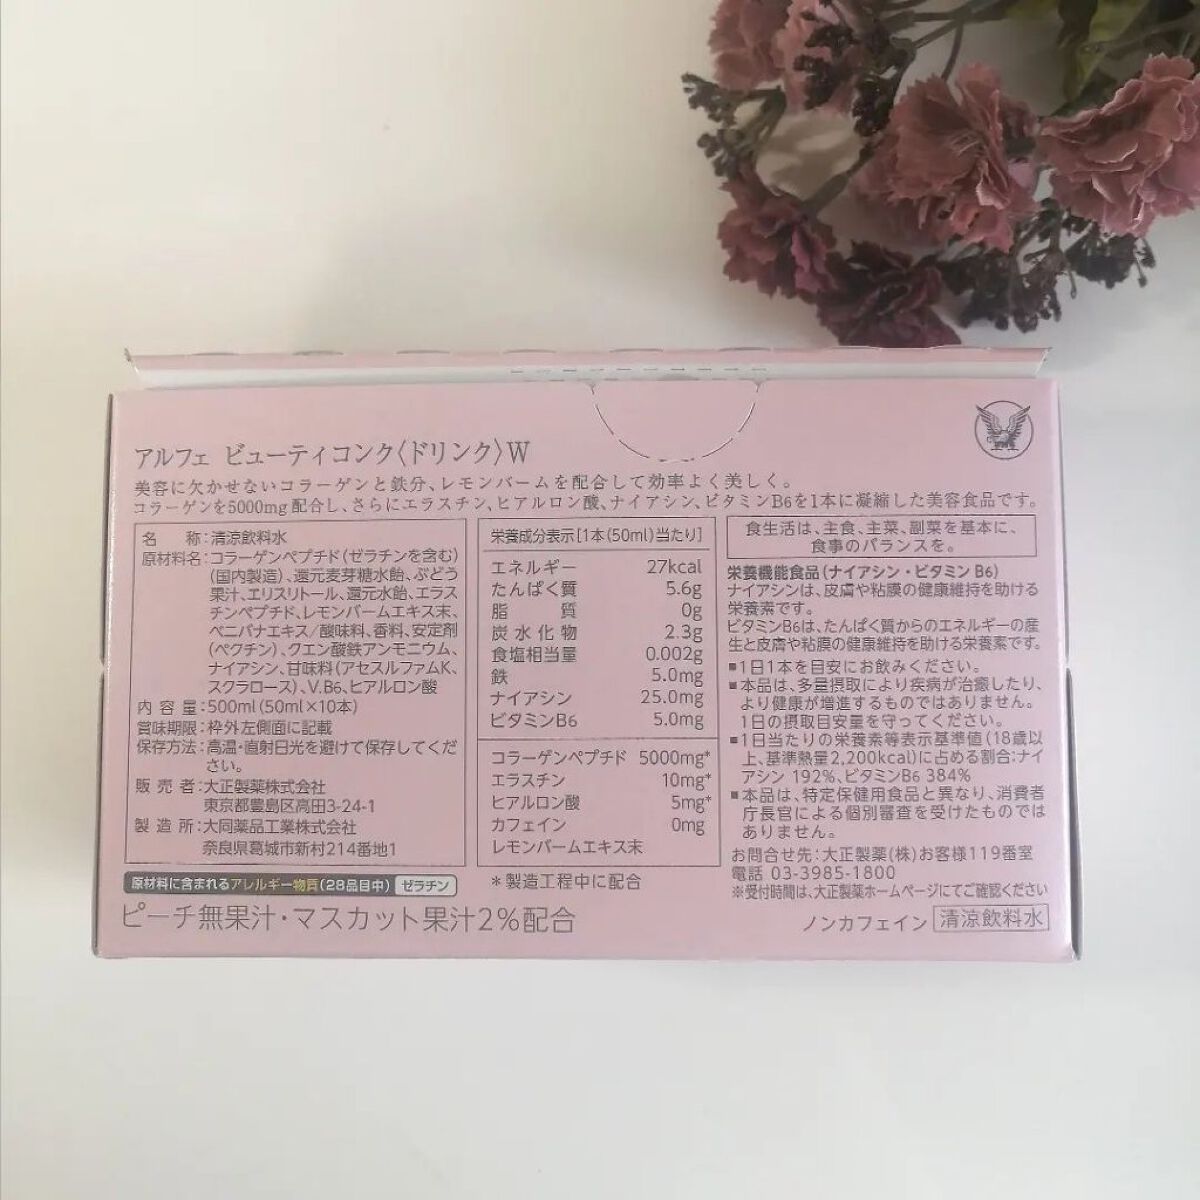 アルフェ ビューティコンク〈ドリンク〉W
美容に欠かせないコラーゲンと鉄分、レモンバームを配合して効率よく美しく。
コラーゲンを5000mg配合し、さらにエラスチン、ヒアルロン酸、ナイアシン、ビタミンB6を1本に凝縮した美容食品です。
名 称:清涼飲料水
原材料名:コラーゲンペプチド(ゼラチンを含む)
(国内製造)、還元麦芽糖水飴、ぶどう
果汁、エリスリトール、還元水飴、エラス
チンペプチド、レモンバームエキス末、
ベニバナエキス/酸味料、香料、安定剤
(ペクチン)、クエン酸鉄アンモニウム、
ナイアシン、甘味料(アセスルファムK、
スクラロース)、V.B6、ヒアルロン酸
内 容 量:500ml(50ml×10本)
賞味期限:枠外左側面に記載
保存方法:高温・直射日光を避けて保存してくだ
さい。
販 売 者:大正製薬株式会社
東京都豊島区高田3-24-1
製 造 所:大同薬品工業株式会社
奈良県葛城市新村214番地1
原材料に含まれるアレルギー物質(28品目中) ゼラチン
ピーチ無果汁・マスカット果汁2%配合
栄養成分表示[1本(50ml)当たり]
エネルギー 27kcal
たんぱく質 5.6g
脂 質 0g
炭水化物 2.3g
食塩相当量 0.002g
鉄 5.0mg
ナイアシン 25.0mg
ビタミンB6 5.0mg
コラーゲンペプチド 5000mg*
エラスチン 10mg*
ヒアルロン酸 5mg*
カフェイン 0mg
レモンバームエキス末
*製造工程中に配合
食生活は、主食、主菜、副菜を基本に、
食事のバランスを。
栄養機能食品(ナイアシン・ビタミンB6)
ナイアシンは、皮膚や粘膜の健康維持を助ける
栄養素です。
ビタミンB6は、たんぱく質からのエネルギーの産
生と皮膚や粘膜の健康維持を助ける栄養素です。
■1日1本を目安にお飲みください。
■本品は、多量摂取により疾病が治癒したり、
より健康が増進するものではありません。
1日の摂取目安量を守ってください。
■1日当たりの栄養素等表示基準値(18歳以
上、基準熱量2,200kcal)に占める割合:ナイ
アシン 192%、ビタミンB6 384%
■本品は、特定保健用食品と異なり、消費者
庁長官による個別審査を受けたものでは
ありません。
お問合せ先:大正製薬(株)お客様119番室
電話 03-3985-1800
※受付時間は、大正製薬ホームページにてご確認ください
ノンカフェイン 清涼飲料水